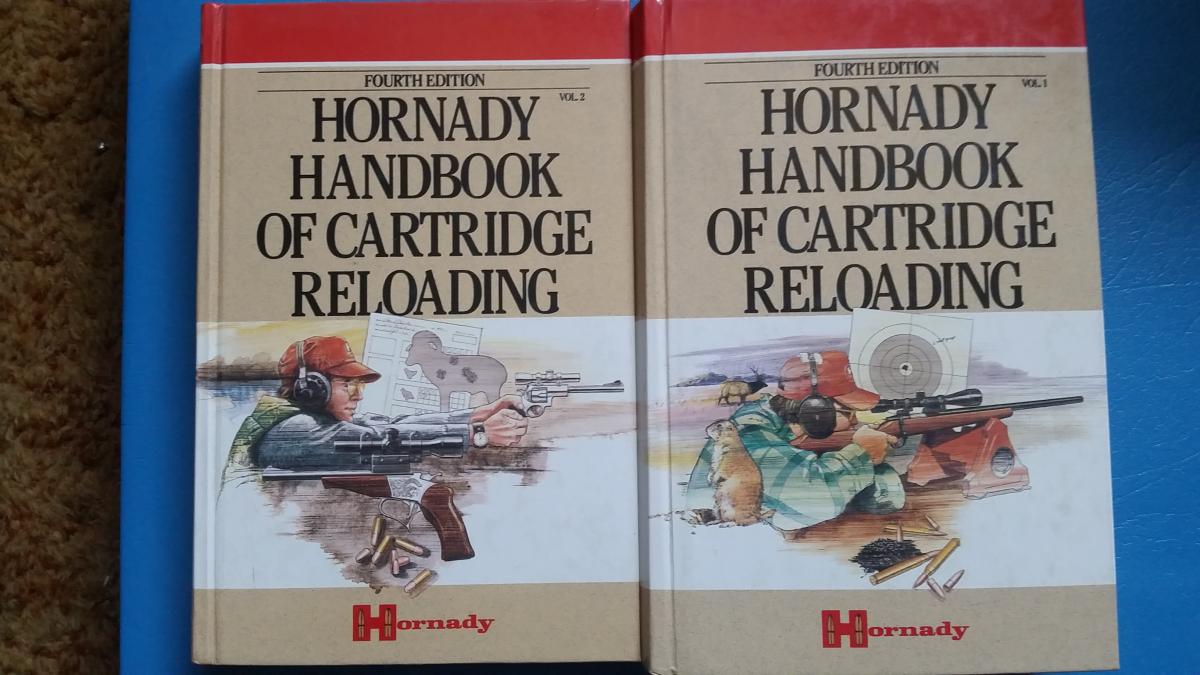 FOURTH EDITION
VOL. 2
HORNADY
HANDBOOK
OF CARTRIDGE
RELOADING
Hornady
FOURTH EDITION
VOL. 1
HORNADY
HANDBOOK
OF CARTRIDGE
RELOADING
Hornady